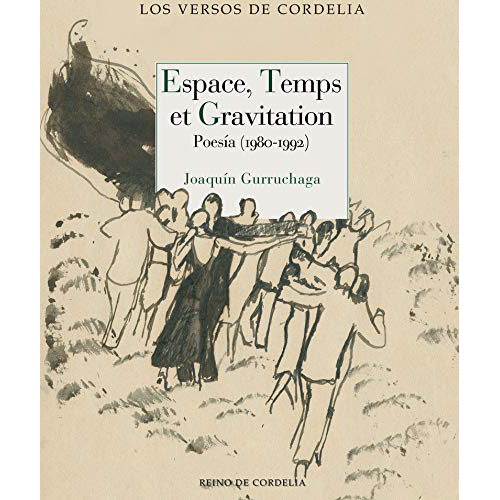 LOS VERSOS DE CORDELIA
Espace, Temps
et Gravitation
Poesía (1980-1992)
Joaquín Gurruchaga
REINO DE CORDELIA